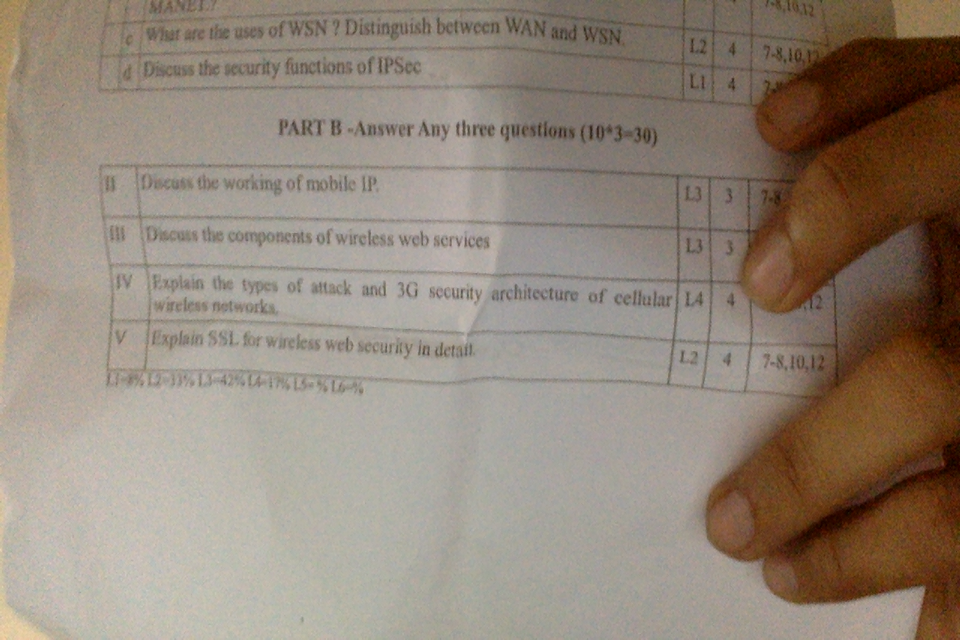 MANET?
4 7-8,10,12
c What are the uses of WSN ? Distinguish between WAN and WSN. L2 4 7-8,10,12
d Discuss the security functions of IPSec L1 4
PART B -Answer Any three questions (10*3=30)
II Discuss the working of mobile IP. L3 3 7-8
III Discuss the components of wireless web services L3 3
IV Explain the types of attack and 3G security architecture of cellular L4 4 ,12
wireless networks.
V Explain SSL for wireless web security in detail. L2 4 7-8,10,12
L1=8% L2=33% L3=42% L4=17% L5= % L6=%